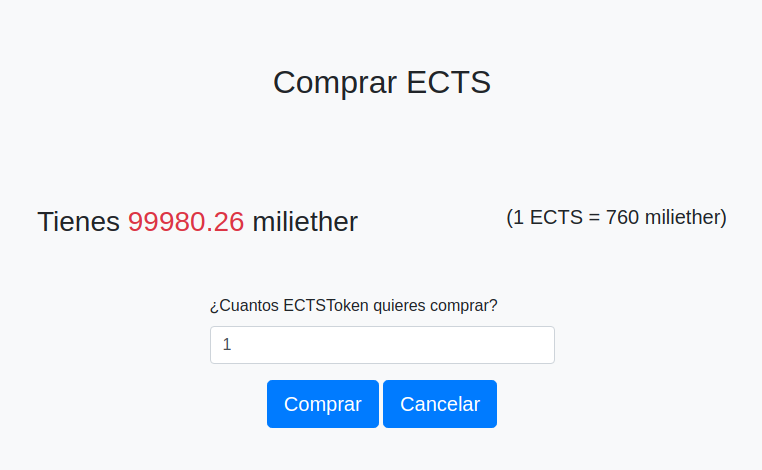 Comprar ECTS
Tienes 99980.26 miliether
(1 ECTS = 760 miliether)
¿Cuantos ECTSToken quieres comprar?
1
Comprar Cancelar